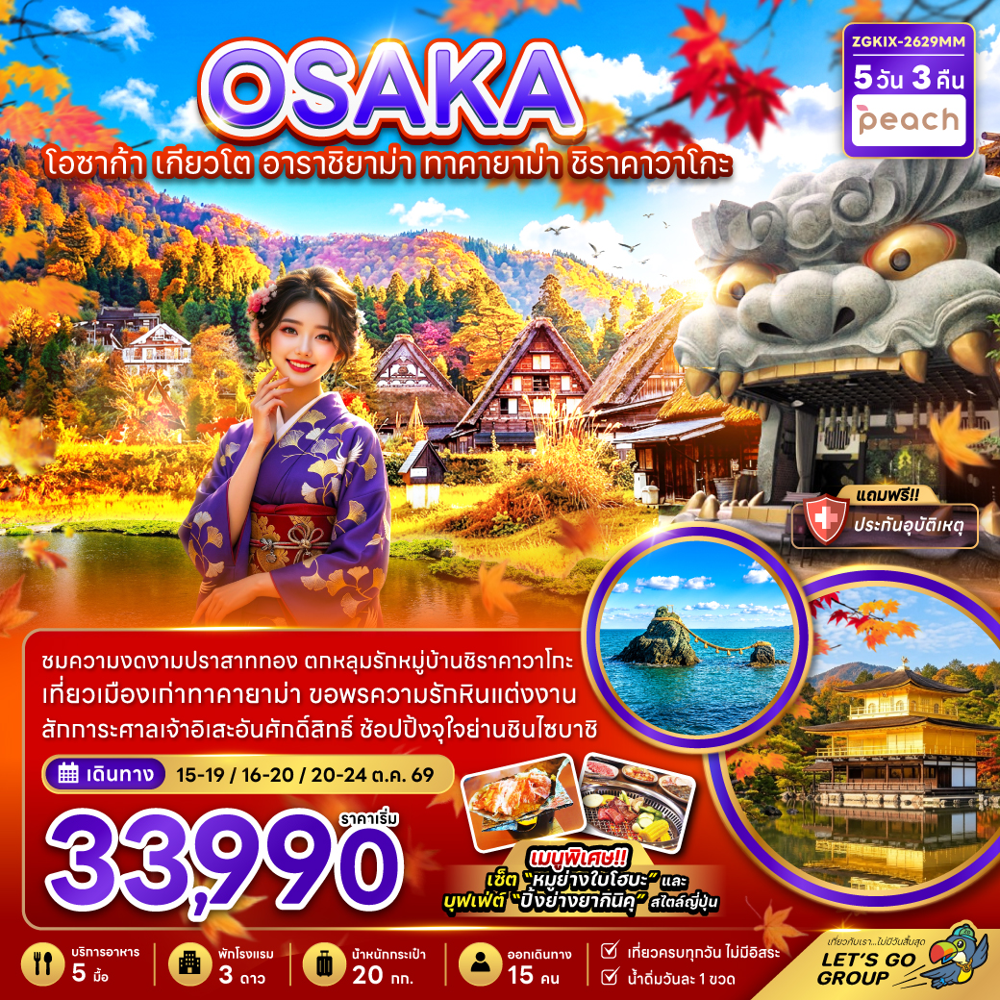 OSAKA
โอซาก้า เกียวโต อาราชิยาม่า ทาคายาม่า ชิราคาวาโกะ
ZGKIX-2629MM
5 วัน 3 คืน
peach
แถมฟรี!!
ประกันอุบัติเหตุ
ชมความงดงามปราสาททอง ตกหลุมรักหมู่บ้านชิราคาวาโกะ
เที่ยวเมืองเก่าทาคายาม่า ขอพรความรักหินแต่งงาน
สักการะศาลเจ้าอิเสะอันศักดิ์สิทธิ์ ช้อปปิ้งจุใจย่านชินไซบาชิ
เดินทาง 15-19 / 16-20 / 20-24 ต.ค. 69
ราคาเริ่ม
33,990
เมนูพิเศษ!!
เซ็ต “หมูย่างใบโฮบะ” และ
บุฟเฟ่ต์ “ปิ้งย่างยากินิคุ” สไตล์ญี่ปุ่น
บริการอาหาร
5 มื้อ
พักโรงแรม
3 ดาว
น้ำหนักกระเป๋า
20 กก.
ออกเดินทาง
15 คน
เที่ยวครบทุกวัน ไม่มีอิสระ
น้ำดื่มวันละ 1 ขวด
เที่ยวกับเรา...ไม่มีวันสิ้นสุด
LET'S GO
GROUP